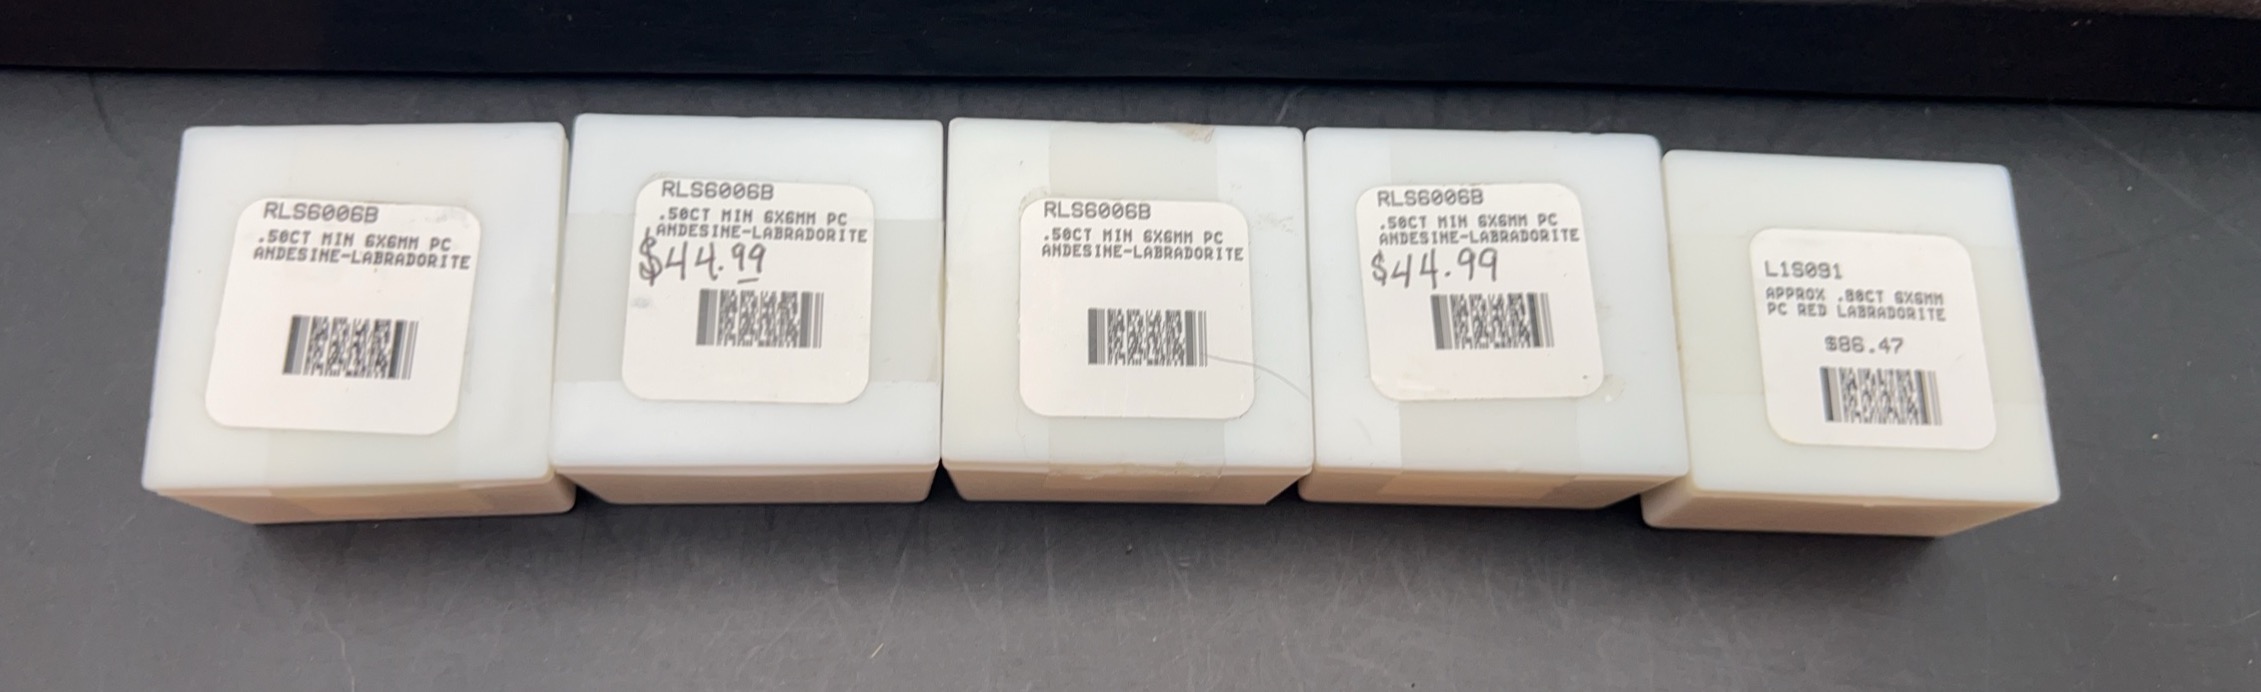 RLS6006B
.50CT MIN 6X6MM PC
ANDESINE-LABRADORITE
RLS6006B
.50CT MIN 6X6MM PC
ANDESINE-LABRADORITE
$44.99
RLS6006B
.50CT MIN 6X6MM PC
ANDESINE-LABRADORITE
RLS6006B
.50CT MIN 6X6MM PC
ANDESINE-LABRADORITE
$44.99
LIS091
APPROX .80CT 6X6MM
PC RED LABRADORITE
$86.47